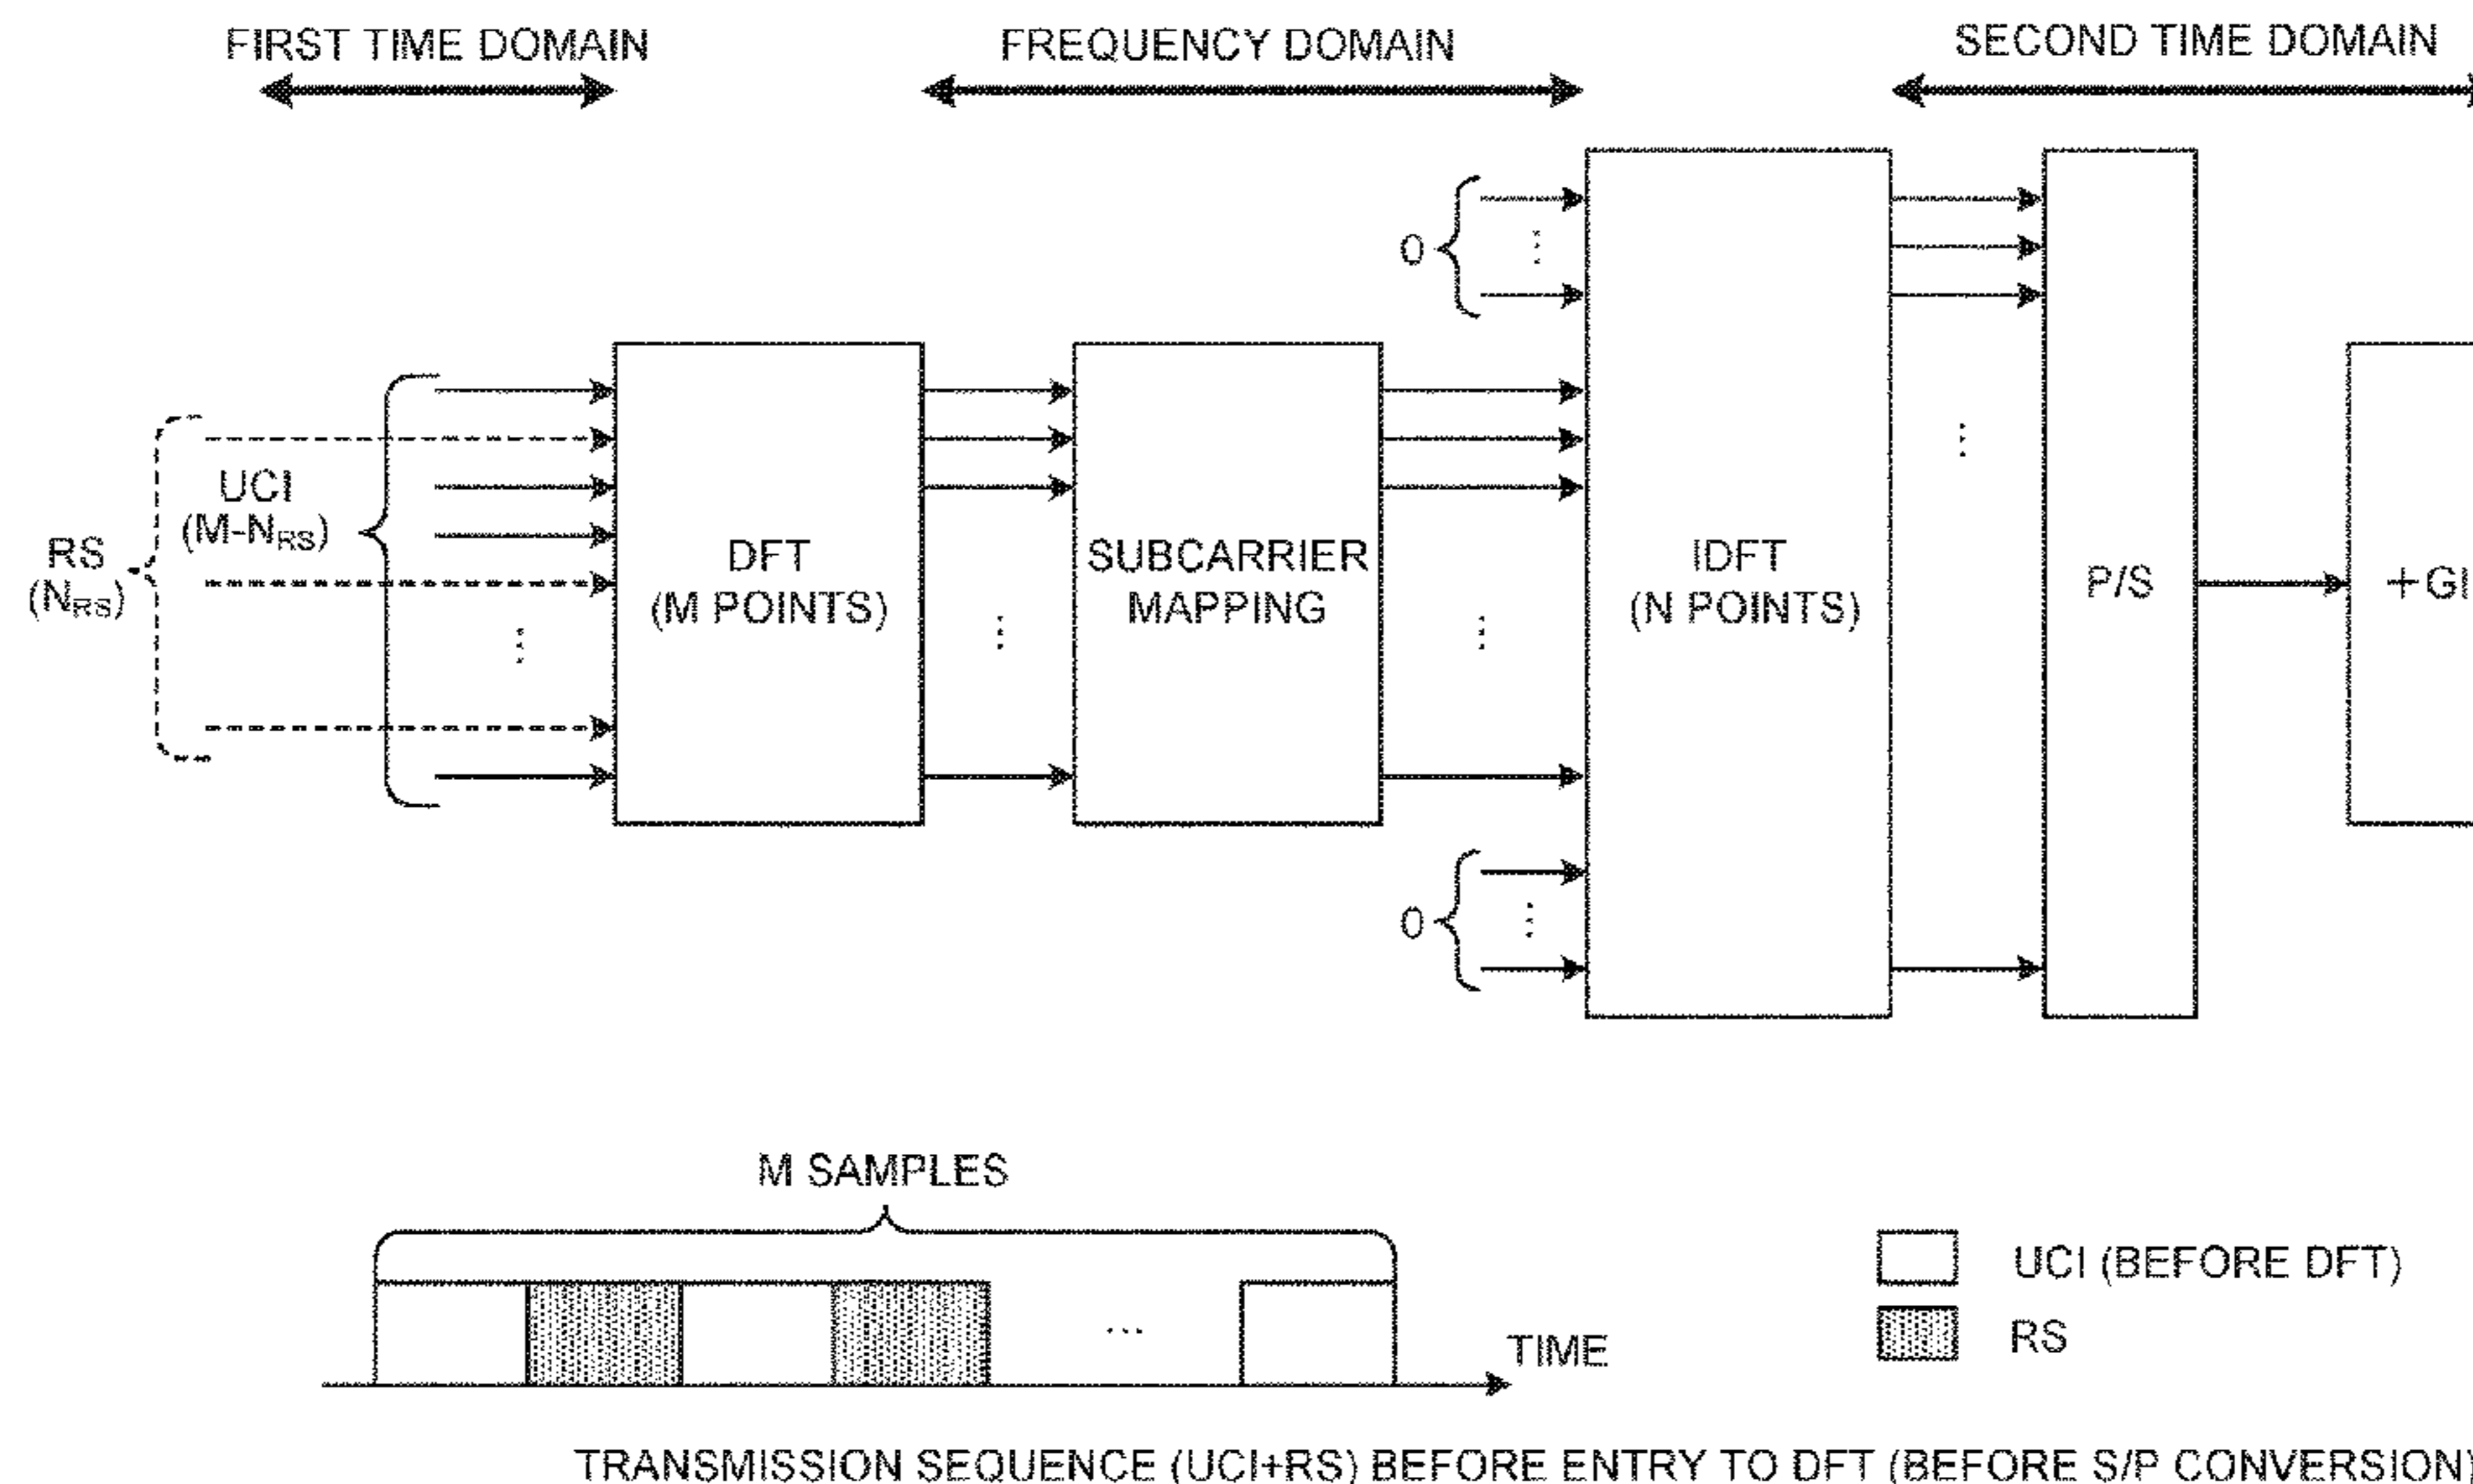 FIRST TIME DOMAIN
FREQUENCY DOMAIN
SECOND TIME DOMAIN
0
UCI
(M-NRS)
RS
(NRS)
DFT
(M POINTS)
SUBCARRIER
MAPPING
IDFT
(N POINTS)
P/S
+GI
0
M SAMPLES
...
TIME
UCI (BEFORE DFT)
RS
TRANSMISSION SEQUENCE (UCI+RS) BEFORE ENTRY TO DFT (BEFORE S/P CONVERSION)